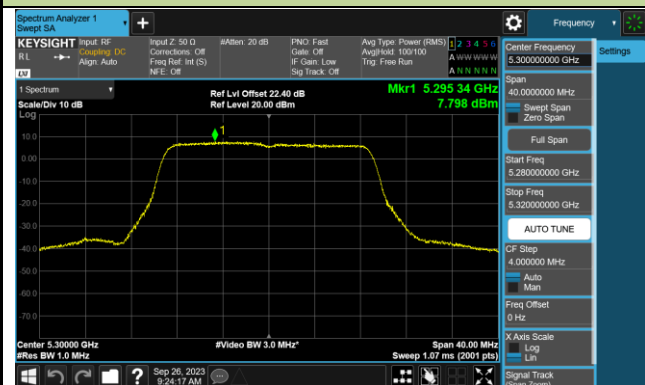 Spectrum Analyzer 1
Swept SA
Frequency
KEYSIGHT
RL
LXI
Input: RF
Coupling: DC
Align: Auto
Input Z: 50 Ω
Corrections: Off
Freq Ref: Int (S)
NFE: Off
#Atten: 20 dB
PNO: Fast
Gate: Off
IF Gain: Low
Sig Track: Off
Avg Type: Power (RMS)
Avg|Hold: 100/100
Trig: Free Run
1 2 3 4 5 6
A W W W W W
A N N N N N
1 Spectrum
Scale/Div 10 dB
Log
Ref Lvl Offset 22.40 dB
Ref Level 20.00 dBm
Mkr1 5.295 34 GHz
7.798 dBm
1
10.0
0.00
-10.0
-20.0
-30.0
-40.0
-50.0
-60.0
-70.0
Center 5.30000 GHz
#Res BW 1.0 MHz
#Video BW 3.0 MHz*
Span 40.00 MHz
Sweep 1.07 ms (2001 pts)
Sep 26, 2023
9:24:17 AM
Center Frequency
5.300000000 GHz
Settings
Span
40.0000000 MHz
Swept Span
Zero Span
Full Span
Start Freq
5.280000000 GHz
Stop Freq
5.320000000 GHz
AUTO TUNE
CF Step
4.000000 MHz
Auto
Man
Freq Offset
0 Hz
X Axis Scale
Log
Lin
Signal Track
(Span Zoom)